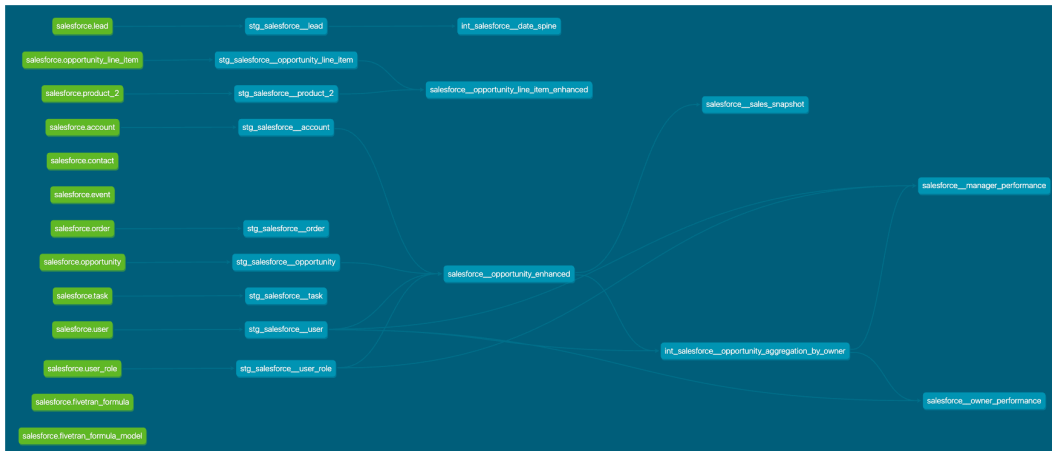 salesforce.lead
stg_salesforce__lead
int_salesforce__date_spine
salesforce.opportunity_line_item
stg_salesforce__opportunity_line_item
salesforce__opportunity_line_item_enhanced
salesforce.product_2
stg_salesforce__product_2
salesforce__sales_snapshot
salesforce.account
stg_salesforce__account
salesforce.contact
salesforce__manager_performance
salesforce.event
salesforce.order
stg_salesforce__order
salesforce.opportunity
stg_salesforce__opportunity
salesforce__opportunity_enhanced
salesforce.task
stg_salesforce__task
salesforce.user
stg_salesforce__user
int_salesforce__opportunity_aggregation_by_owner
salesforce.user_role
stg_salesforce__user_role
salesforce.fivetran_formula
salesforce__owner_performance
salesforce.fivetran_formula_model